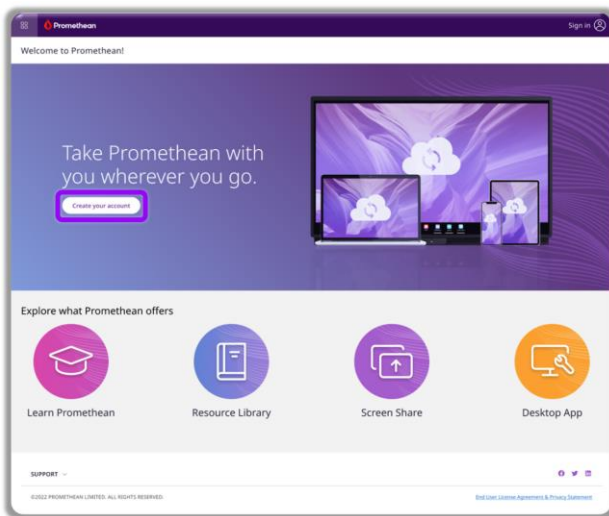 Promethean
Sign in
Welcome to Promethean!
Take Promethean with
you wherever you go.
Create your account
Explore what Promethean offers
Learn Promethean
Resource Library
Screen Share
Desktop App
SUPPORT
©2022 PROMETHEAN LIMITED. ALL RIGHTS RESERVED.
End User License Agreement & Privacy Statement